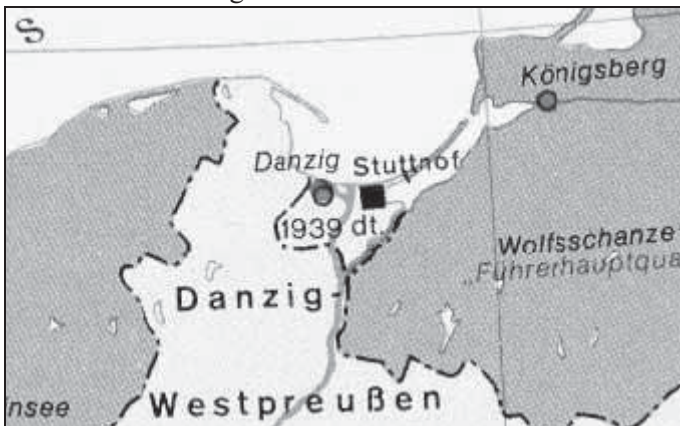 S
Königsberg
Danzig
Stutthof
1939 dt.
Wolfsschanze
„Führerhauptqua
Danzig-
Westpreußen
nsee